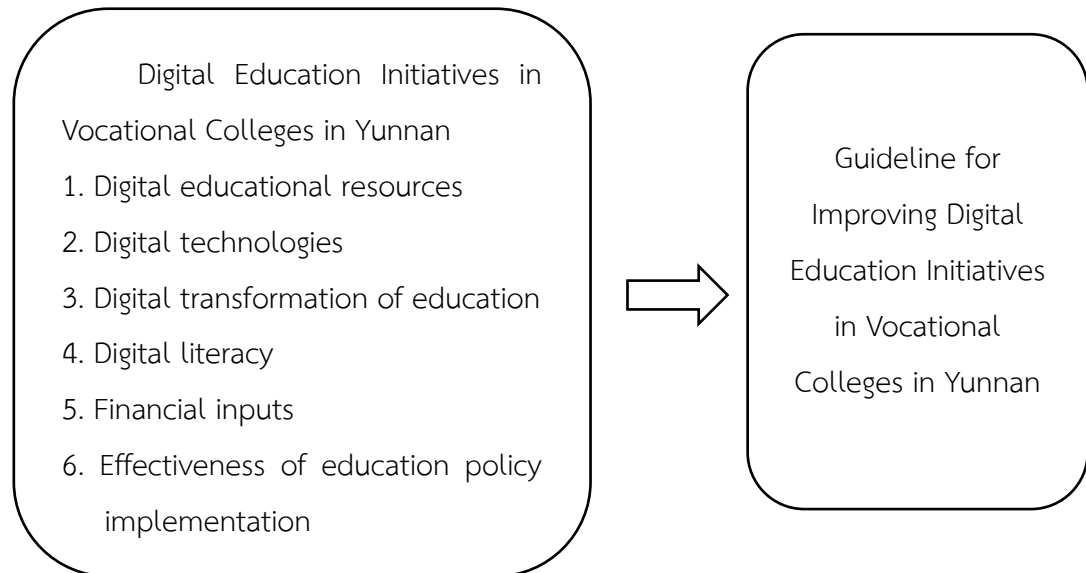 Digital Education Initiatives in
Vocational Colleges in Yunnan
1. Digital educational resources
2. Digital technologies
3. Digital transformation of education
4. Digital literacy
5. Financial inputs
6. Effectiveness of education policy
implementation
Guideline for
Improving Digital
Education Initiatives
in Vocational
Colleges in Yunnan